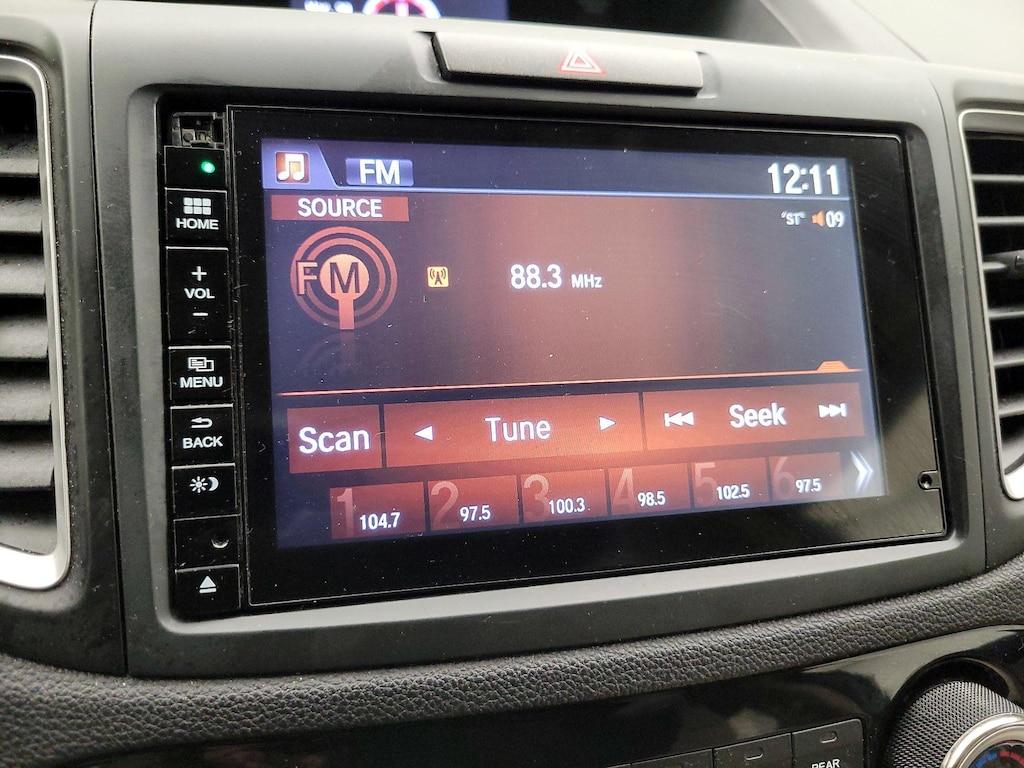 FM
12:11
SOURCE
"ST" 09
FM
88.3 MHz
HOME
+
VOL
−
MENU
BACK
Scan
Tune
Seek
1 104.7
2 97.5
3 100.3
4 98.5
5 102.5
6 97.5
REAR